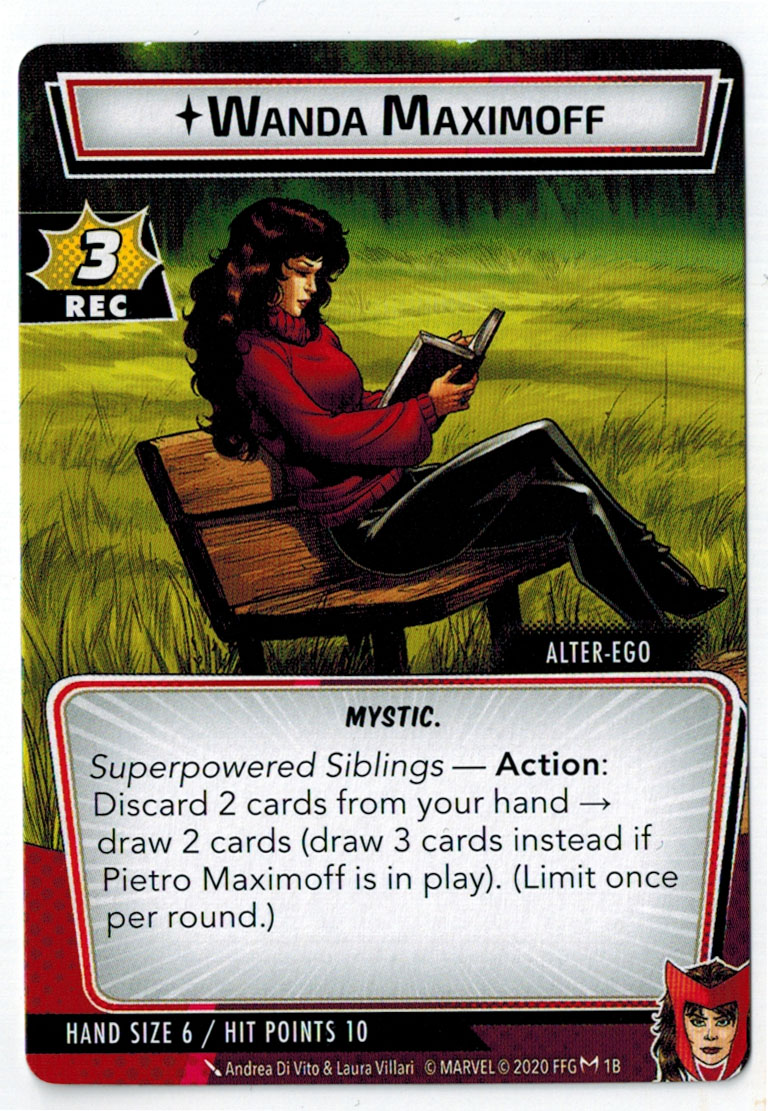 WANDA MAXIMOFF
3
REC
ALTER-EGO
MYSTIC.
Superpowered Siblings — Action:
Discard 2 cards from your hand →
draw 2 cards (draw 3 cards instead if
Pietro Maximoff is in play). (Limit once
per round.)
HAND SIZE 6 / HIT POINTS 10
Andrea Di Vito & Laura Villari © MARVEL © 2020 FFG 1B